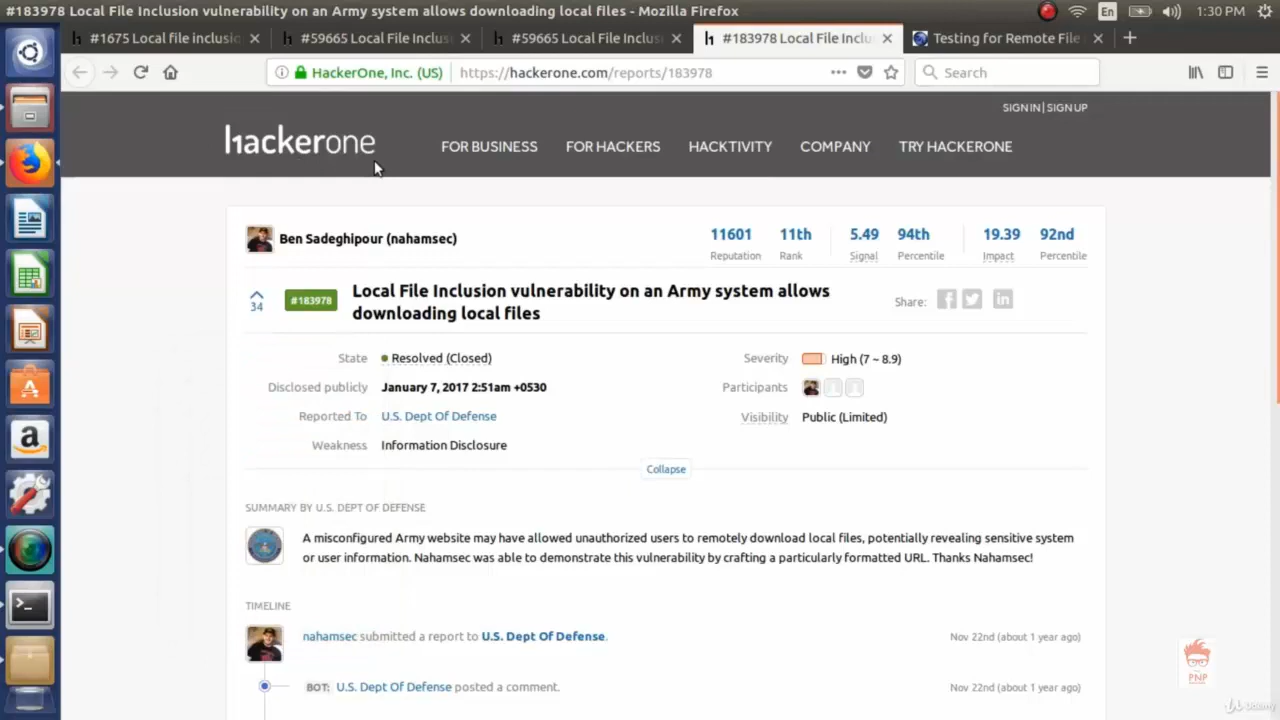 #183978 Local File Inclusion vulnerability on an Army system allows downloading local files - Mozilla Firefox
En
1:30 PM
#1675 Local file inclusio
#59665 Local File Inclus
#59665 Local File Inclus
#183978 Local File Inclu
Testing for Remote File
HackerOne, Inc. (US)
https://hackerone.com/reports/183978
Search
SIGN IN | SIGN UP
hackerone
FOR BUSINESS
FOR HACKERS
HACKTIVITY
COMPANY
TRY HACKERONE
Ben Sadeghipour (nahamsec)
11601
11th
5.49
94th
19.39
92nd
Reputation
Rank
Signal
Percentile
Impact
Percentile
34
#183978
Local File Inclusion vulnerability on an Army system allows
downloading local files
Share:
State
Resolved (Closed)
Severity
High (7 ~ 8.9)
Disclosed publicly
January 7, 2017 2:51am +0530
Participants
Reported To
U.S. Dept Of Defense
Visibility
Public (Limited)
Weakness
Information Disclosure
Collapse
SUMMARY BY U.S. DEPT OF DEFENSE
A misconfigured Army website may have allowed unauthorized users to remotely download local files, potentially revealing sensitive system
or user information. Nahamsec was able to demonstrate this vulnerability by crafting a particularly formatted URL. Thanks Nahamsec!
TIMELINE
nahamsec submitted a report to U.S. Dept Of Defense.
Nov 22nd (about 1 year ago)
BOT: U.S. Dept Of Defense posted a comment.
Nov 22nd (about 1 year ago)
PNP
Udemy